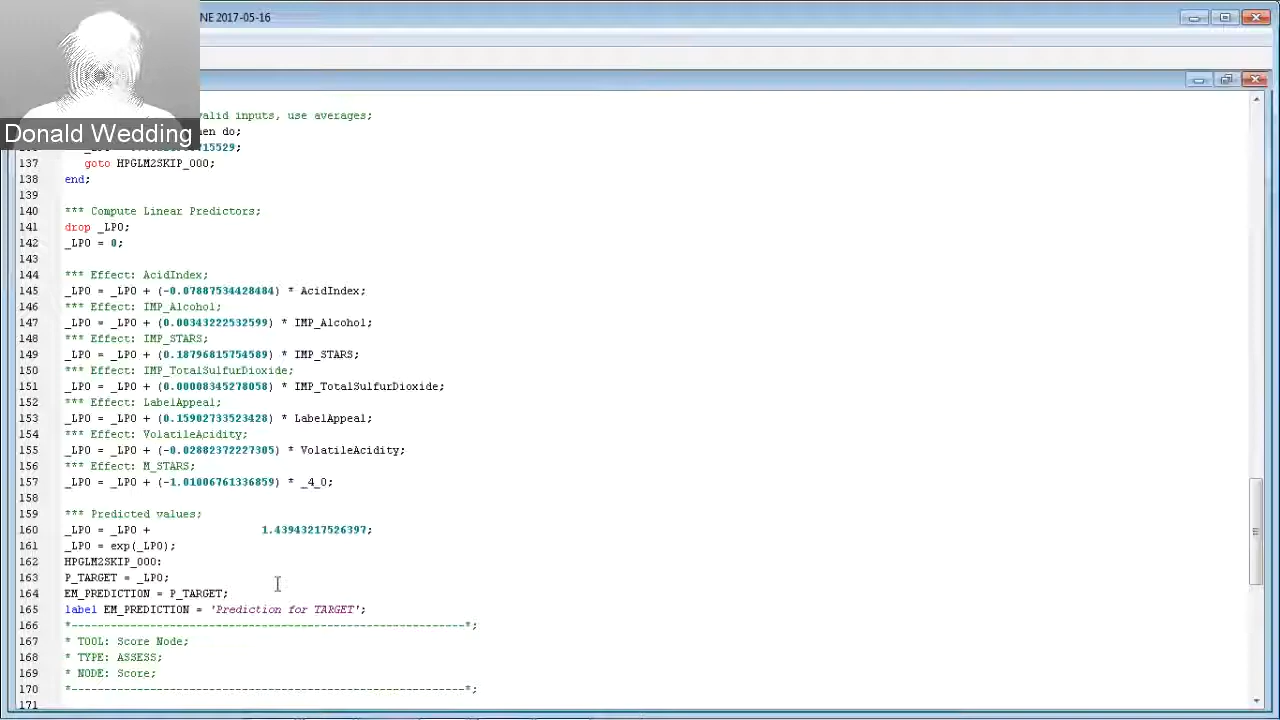 NE 2017-05-16
Donald Wedding
valid inputs, use averages;
then do;
715529;
137 goto HPGLM2SKIP_000;
138 end;
139
140 *** Compute Linear Predictors;
141 drop _LP0;
142 _LP0 = 0;
143
144 *** Effect: AcidIndex;
145 _LP0 = _LP0 + (-0.07887534428484) * AcidIndex;
146 *** Effect: IMP_Alcohol;
147 _LP0 = _LP0 + (0.00343222532599) * IMP_Alcohol;
148 *** Effect: IMP_STARS;
149 _LP0 = _LP0 + (0.18796815754589) * IMP_STARS;
150 *** Effect: IMP_TotalSulfurDioxide;
151 _LP0 = _LP0 + (0.00008345278058) * IMP_TotalSulfurDioxide;
152 *** Effect: LabelAppeal;
153 _LP0 = _LP0 + (0.15902733523428) * LabelAppeal;
154 *** Effect: VolatileAcidity;
155 _LP0 = _LP0 + (-0.02882372227305) * VolatileAcidity;
156 *** Effect: M_STARS;
157 _LP0 = _LP0 + (-1.01006761336859) * _4_0;
158
159 *** Predicted values;
160 _LP0 = _LP0 + 1.43943217526397;
161 _LP0 = exp(_LP0);
162 HPGLM2SKIP_000:
163 P_TARGET = _LP0;
164 EM_PREDICTION = P_TARGET;
165 label EM_PREDICTION = 'Prediction for TARGET';
166 *------------------------------------------------------------*;
167 * TOOL: Score Node;
168 * TYPE: ASSESS;
169 * NODE: Score;
170 *------------------------------------------------------------*;
171